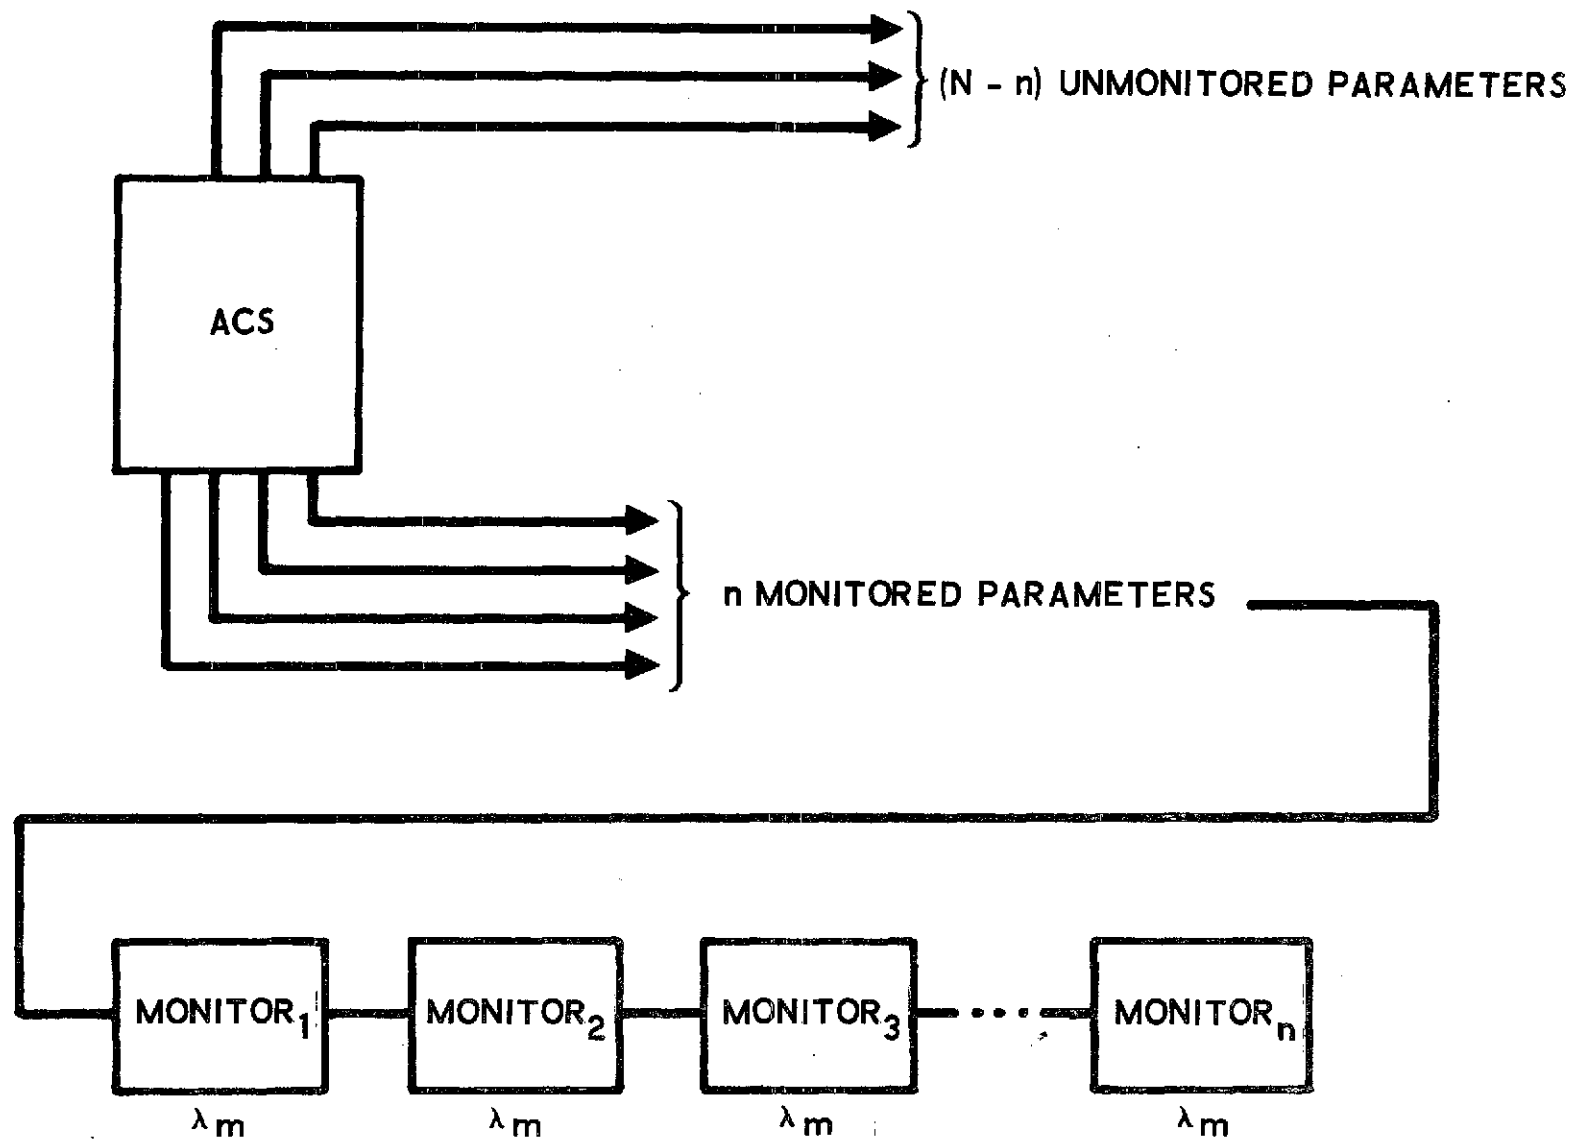 (N - n) UNMONITORED PARAMETERS
ACS
n MONITORED PARAMETERS
MONITOR₁ MONITOR₂ MONITOR₃ MONITORₙ
λₘ λₘ λₘ λₘ